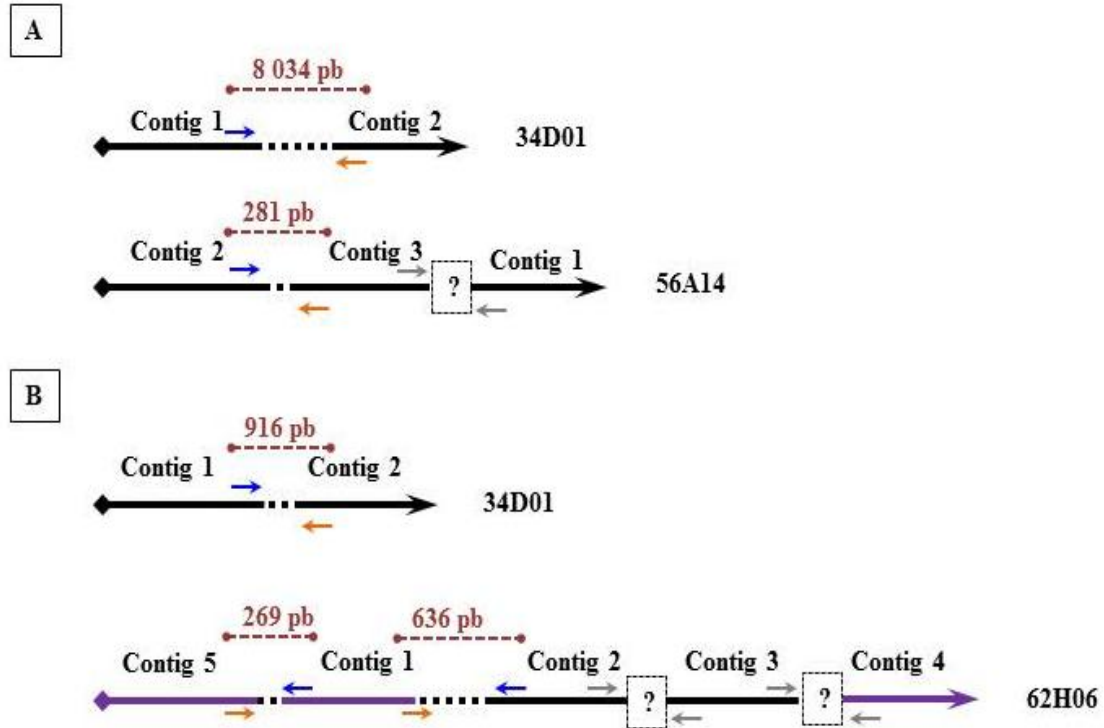 A
8 034 pb
Contig 1 Contig 2
34D01
281 pb
Contig 2 Contig 3 Contig 1
? 56A14
B
916 pb
Contig 1 Contig 2
34D01
269 pb 636 pb
Contig 5 Contig 1 Contig 2 Contig 3 Contig 4
? ? 62H06